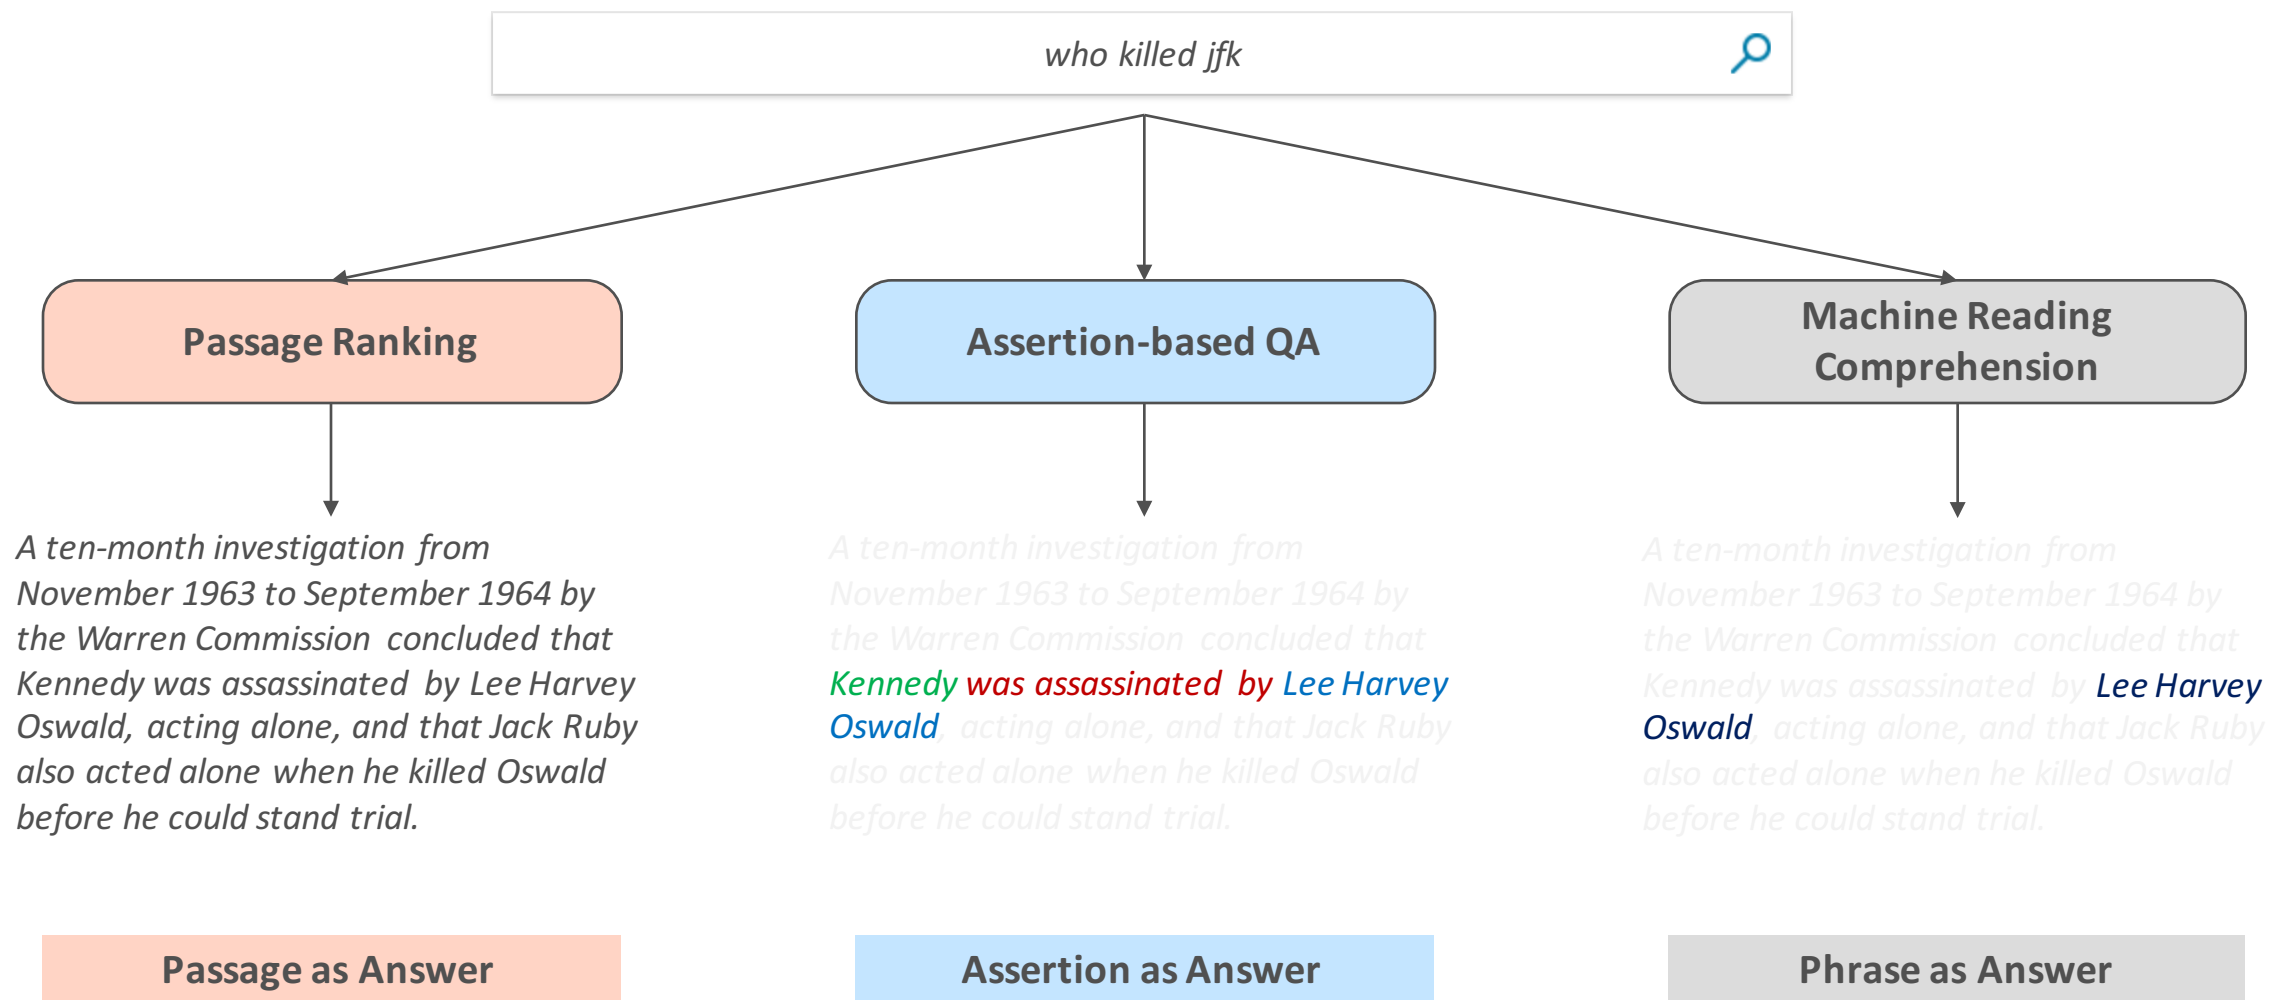 who killed jfk
Passage Ranking
Assertion-based QA
Machine Reading
Comprehension
A ten-month investigation from
November 1963 to September 1964 by
the Warren Commission concluded that
Kennedy was assassinated by Lee Harvey
Oswald, acting alone, and that Jack Ruby
also acted alone when he killed Oswald
before he could stand trial.
A ten-month investigation from
November 1963 to September 1964 by
the Warren Commission concluded that
Kennedy was assassinated by Lee Harvey
Oswald, acting alone, and that Jack Ruby
also acted alone when he killed Oswald
before he could stand trial.
A ten-month investigation from
November 1963 to September 1964 by
the Warren Commission concluded that
Kennedy was assassinated by Lee Harvey
Oswald, acting alone, and that Jack Ruby
also acted alone when he killed Oswald
before he could stand trial.
Passage as Answer
Assertion as Answer
Phrase as Answer